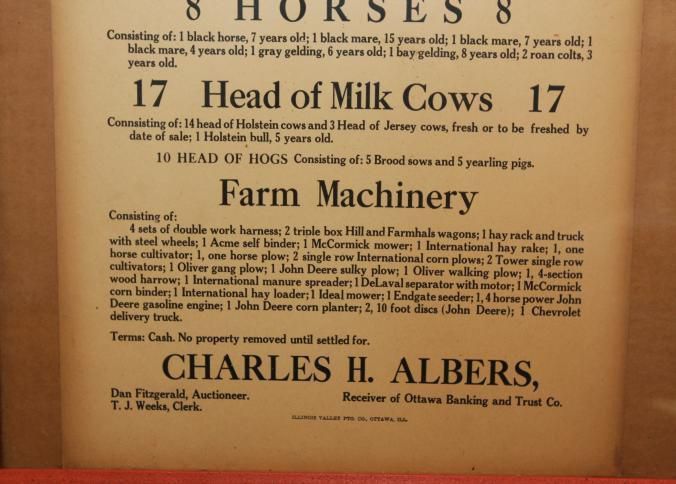 8 HORSES 8
Consisting of: 1 black horse, 7 years old; 1 black mare, 15 years old; 1 black mare, 7 years old; 1
black mare, 4 years old; 1 gray gelding, 6 years old; 1 bay gelding, 8 years old; 2 roan colts, 3
years old.
17 Head of Milk Cows 17
Connsisting of: 14 head of Holstein cows and 3 Head of Jersey cows, fresh or to be freshed by
date of sale; 1 Holstein bull, 5 years old.
10 HEAD OF HOGS Consisting of: 5 Brood sows and 5 yearling pigs.
Farm Machinery
Consisting of:
4 sets of double work harness; 2 triple box Hill and Farmhals wagons; 1 hay rack and truck
with steel wheels; 1 Acme self binder; 1 McCormick mower; 1 International hay rake; 1, one
horse cultivator; 1, one horse plow; 2 single row International corn plows; 2 Tower single row
cultivators; 1 Oliver gang plow; 1 John Deere sulky plow; 1 Oliver walking plow; 1, 4-section
wood harrow; 1 International manure spreader; 1 DeLaval separator with motor; 1 McCormick
corn binder; 1 International hay loader; 1 Ideal mower; 1 Endgate seeder; 1, 4 horse power John
Deere gasoline engine; 1 John Deere corn planter; 2, 10 foot discs (John Deere); 1 Chevrolet
delivery truck.
Terms: Cash. No property removed until settled for.
CHARLES H. ALBERS,
Dan Fitzgerald, Auctioneer. Receiver of Ottawa Banking and Trust Co.
T. J. Weeks, Clerk.
ILLINOIS VALLEY PTG. CO., OTTAWA, ILL.